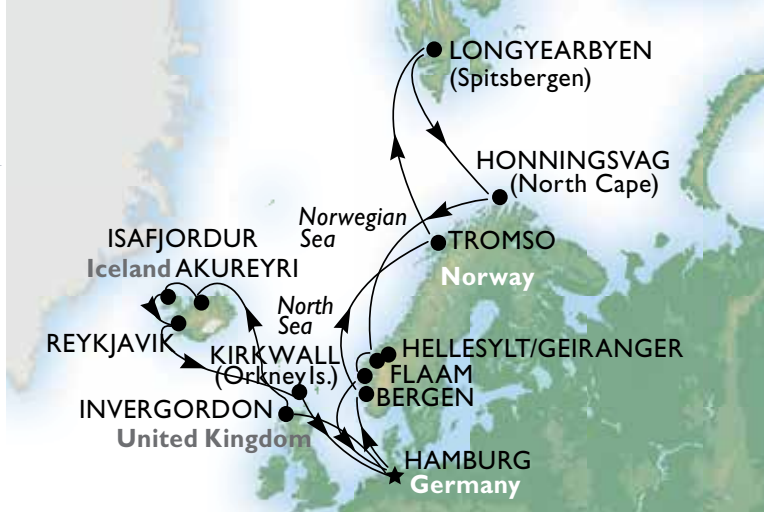 LONGYEARBYEN
(Spitsbergen)
HONNINGSVAG
(North Cape)
Norwegian
Sea
ISAFJORDUR
TROMSO
Iceland AKUREYRI
Norway
North
Sea
REYKJAVIK
KIRKWALL
(Orkney Is.)
HELLESYLT/GEIRANGER
FLAAM
BERGEN
INVERGORDON
United Kingdom
HAMBURG
Germany